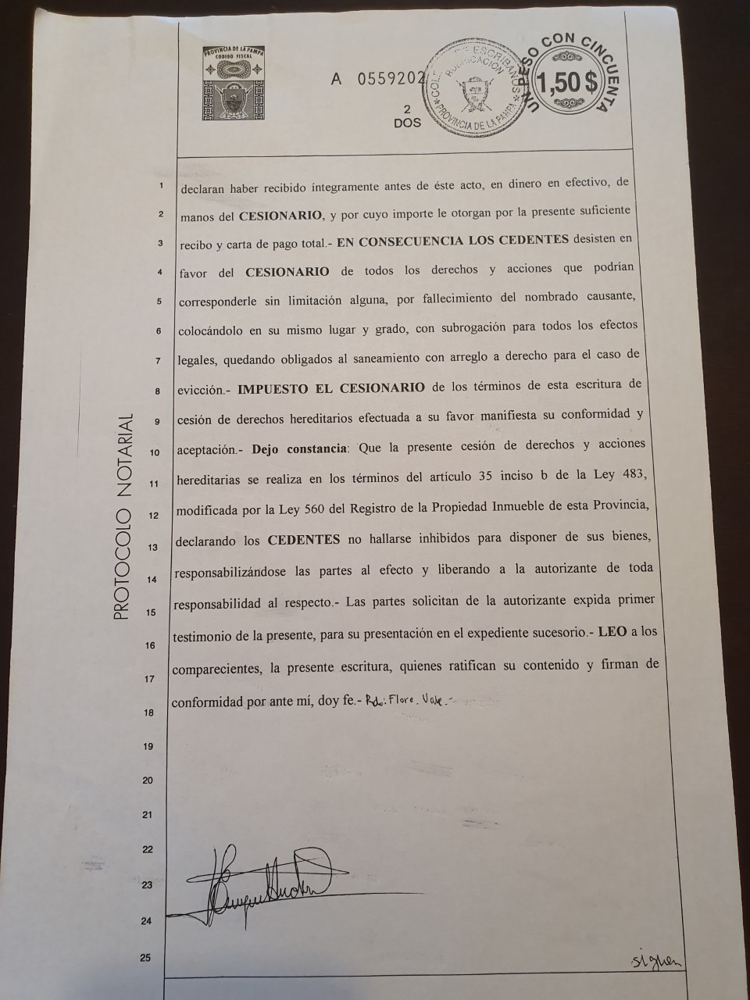 PROVINCIA DE LA PAMPA
CODIGO FISCAL
A 0559202
2
DOS
COLE DE ESCRIBANOS
RUBRICACIÓN
PROVINCIA DE LA PAMPA
UN PESO CON CINCUENTA
1,50 $
PROTOCOLO NOTARIAL
1 declaran haber recibido íntegramente antes de éste acto, en dinero en efectivo, de
2 manos del CESIONARIO, y por cuyo importe le otorgan por la presente suficiente
3 recibo y carta de pago total.- EN CONSECUENCIA LOS CEDENTES desisten en
4 favor del CESIONARIO de todos los derechos y acciones que podrían
5 corresponderle sin limitación alguna, por fallecimiento del nombrado causante,
6 colocándolo en su mismo lugar y grado, con subrogación para todos los efectos
7 legales, quedando obligados al saneamiento con arreglo a derecho para el caso de
8 evicción.- IMPUESTO EL CESIONARIO de los términos de esta escritura de
9 cesión de derechos hereditarios efectuada a su favor manifiesta su conformidad y
10 aceptación.- Dejo constancia: Que la presente cesión de derechos y acciones
11 hereditarias se realiza en los términos del artículo 35 inciso b de la Ley 483,
12 modificada por la Ley 560 del Registro de la Propiedad Inmueble de esta Provincia,
13 declarando los CEDENTES no hallarse inhibidos para disponer de sus bienes,
14 responsabilizándose las partes al efecto y liberando a la autorizante de toda
15 responsabilidad al respecto.- Las partes solicitan de la autorizante expida primer
16 testimonio de la presente, para su presentación en el expediente sucesorio.- LEO a los
17 comparecientes, la presente escritura, quienes ratifican su contenido y firman de
18 conformidad por ante mí, doy fe.- Rdo: Flore. Vale.-
19
20
21
22
23
24
25 siguen